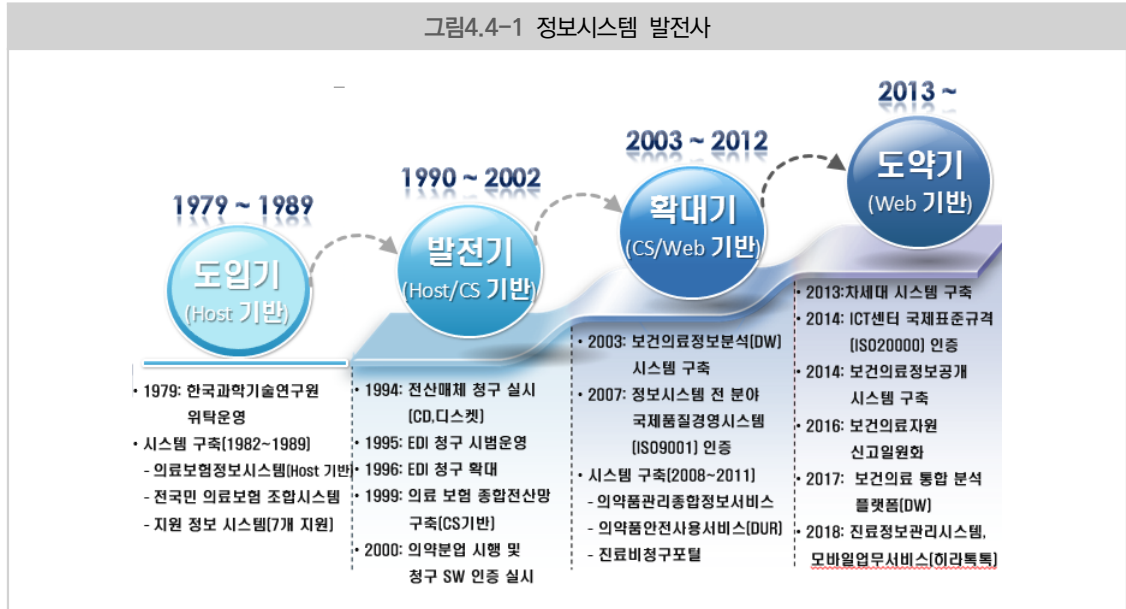 그림4.4-1 정보시스템 발전사
1979 ~ 1989
도입기
(Host 기반)
• 1979: 한국과학기술연구원
위탁운영
• 시스템 구축(1982~1989)
- 의료보험정보시스템(Host 기반)
- 전국민 의료보험 조합시스템
- 지원 정보 시스템(7개 지원)
1990 ~ 2002
발전기
(Host/CS 기반)
• 1994: 전산매체 청구 실시
(CD,디스켓)
• 1995: EDI 청구 시범운영
• 1996: EDI 청구 확대
• 1999: 의료 보험 종합전산망
구축(CS기반)
• 2000: 의약분업 시행 및
청구 SW 인증 실시
2003 ~ 2012
확대기
(CS/Web 기반)
• 2003: 보건의료정보분석(DW)
시스템 구축
• 2007: 정보시스템 전 분야
국제품질경영시스템
(ISO9001) 인증
• 시스템 구축(2008~2011)
- 의약품관리종합정보서비스
- 의약품안전사용서비스(DUR)
- 진료비청구포털
2013 ~
도약기
(Web 기반)
• 2013:차세대 시스템 구축
• 2014: ICT센터 국제표준규격
(ISO20000) 인증
• 2014: 보건의료정보공개
시스템 구축
• 2016: 보건의료자원
신고일원화
• 2017: 보건의료 통합 분석
플랫폼(DW)
• 2018: 진료정보관리시스템,
모바일업무서비스(히라톡톡)